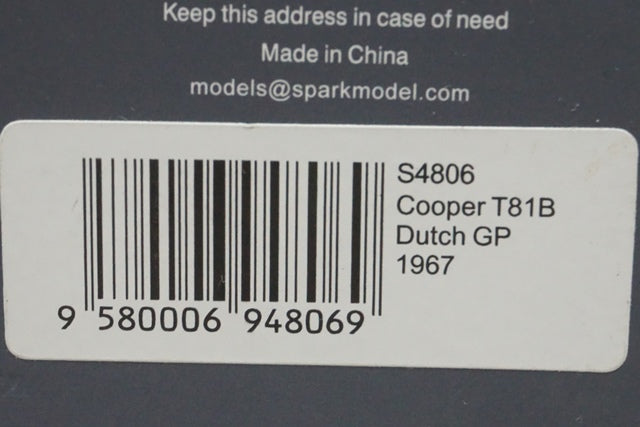 Keep this address in case of need
Made in China
models@sparkmodel.com
S4806
Cooper T81B
Dutch GP
1967
9 580006 948069